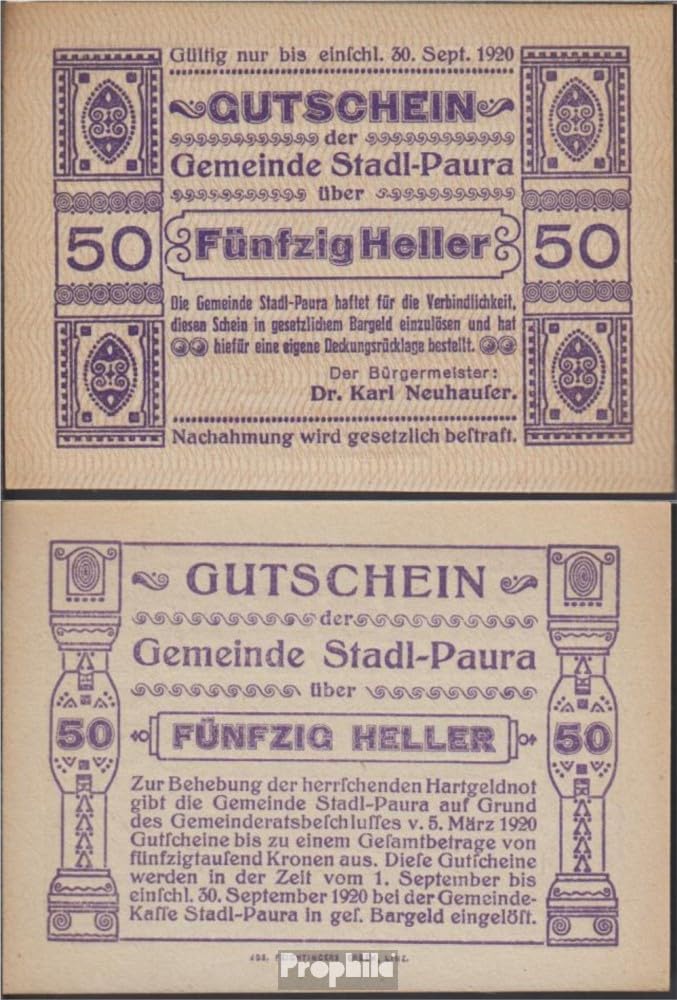 Gültig nur bis einſchl. 30. Sept. 1920
GUTSCHEIN
der
Gemeinde Stadl-Paura
über
50 Fünfzig Heller 50
Die Gemeinde Stadl-Paura haftet für die Verbindlichkeit,
diesen Schein in gesetzlichem Bargeld einzulösen und hat
hiefür eine eigene Deckungsrücklage bestellt.
Der Bürgermeister:
Dr. Karl Neuhauſer.
Nachahmung wird gesetzlich beſtraft.
GUTSCHEIN
der
Gemeinde Stadl-Paura
über
50 FÜNFZIG HELLER 50
Zur Behebung der herrſchenden Hartgeldnot
gibt die Gemeinde Stadl-Paura auf Grund
des Gemeinderatsbeſchluſſes v. 5. März 1920
Gutſcheine bis zu einem Geſamtbetrage von
fünfzigtauſend Kronen aus. Dieſe Gutſcheine
werden in der Zeit vom 1. September bis
einſchl. 30. September 1920 bei der Gemeinde-
Kaſſe Stadl-Paura in geſ. Bargeld eingelöſt.
JOS. FEICHTINGERS ERBEN, LINZ.
Prophila